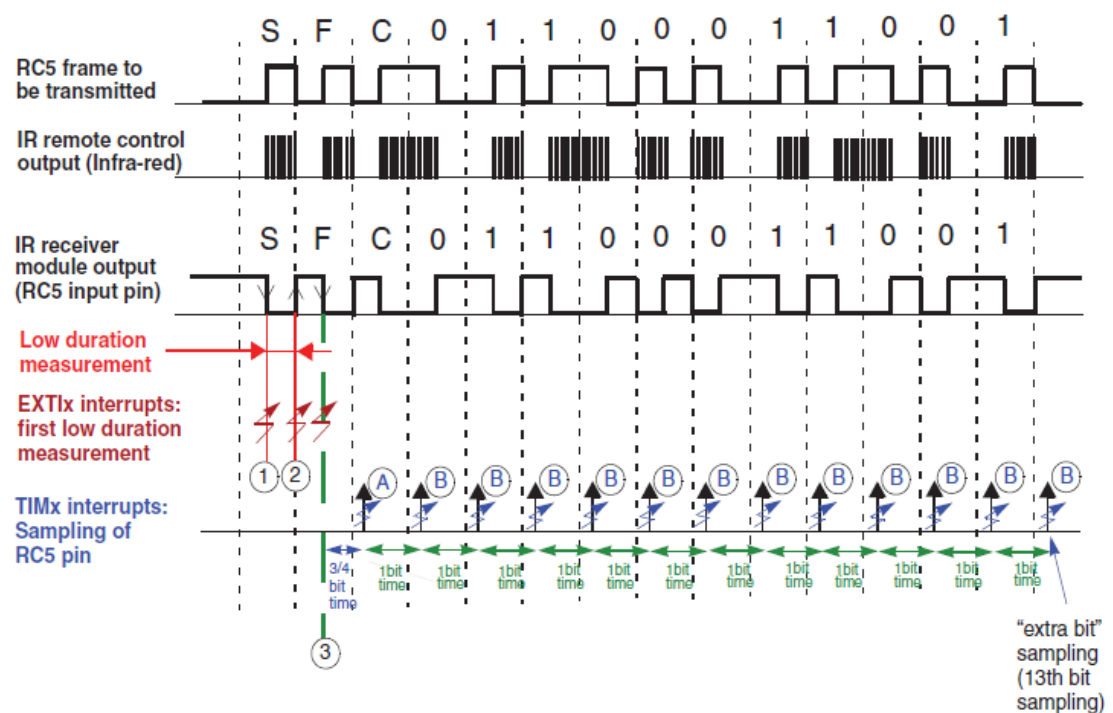 S F C 0 1 1 0 0 0 1 1 0 0 1
RC5 frame to
be transmitted
IR remote control
output (Infra-red)
S F C 0 1 1 0 0 0 1 1 0 0 1
IR receiver
module output
(RC5 input pin)
Low duration
measurement
EXTIx interrupts:
first low duration
measurement
1 2
A B B B B B B B B B B B B
TIMx interrupts:
Sampling of
RC5 pin
3/4
bit
time
1bit
time
1bit
time
1bit
time
1bit
time
1bit
time
1bit
time
1bit
time
1bit
time
1bit
time
1bit
time
1bit
time
1bit
time
3
"extra bit"
sampling
(13th bit
sampling)